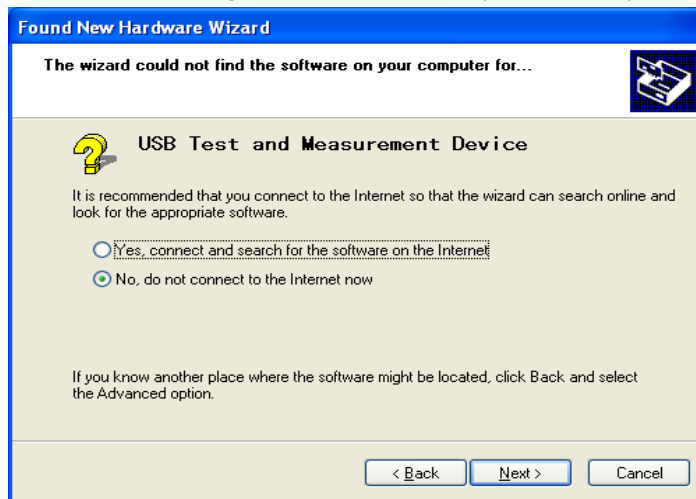 Found New Hardware Wizard
The wizard could not find the software on your computer for...
USB Test and Measurement Device
It is recommended that you connect to the Internet so that the wizard can search online and
look for the appropriate software.
Yes, connect and search for the software on the Internet
No, do not connect to the Internet now
If you know another place where the software might be located, click Back and select
the Advanced option.
< Back Next > Cancel